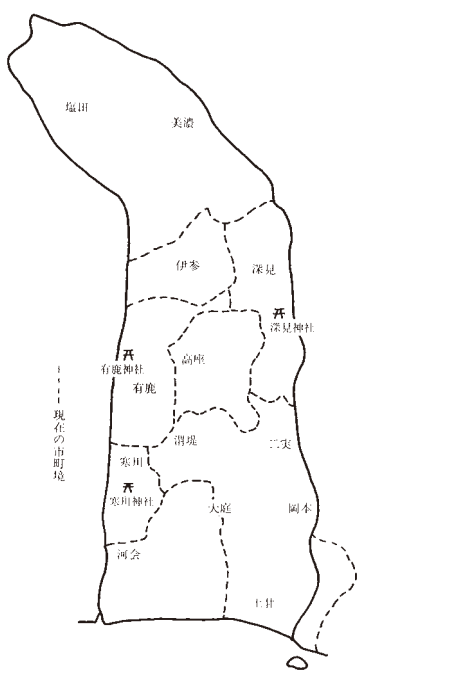 塩田
美濃
伊参
深見
深見神社
高座
有鹿神社
有鹿
現在の市町境
渭堤
二実
寒川
寒川神社
大庭
岡本
河会